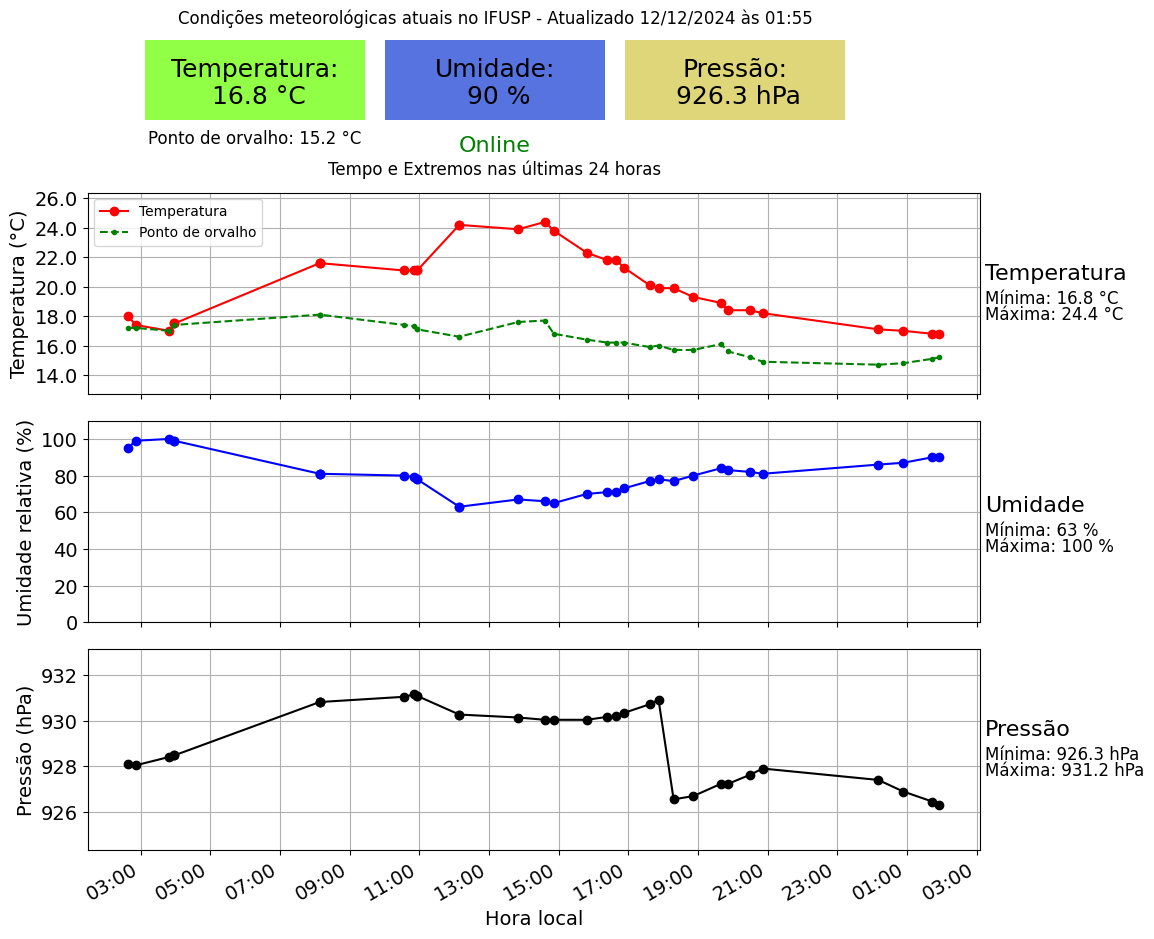 Condições meteorológicas atuais no IFUSP - Atualizado 12/12/2024 às 01:55
Temperatura:
16.8 °C
Umidade:
90 %
Pressão:
926.3 hPa
Ponto de orvalho: 15.2 °C
Online
Tempo e Extremos nas últimas 24 horas
Temperatura (°C)
26.0
24.0
22.0
20.0
18.0
16.0
14.0
Temperatura
Ponto de orvalho
Temperatura
Mínima: 16.8 °C
Máxima: 24.4 °C
Umidade relativa (%)
100
80
60
40
20
0
Umidade
Mínima: 63 %
Máxima: 100 %
Pressão (hPa)
932
930
928
926
Pressão
Mínima: 926.3 hPa
Máxima: 931.2 hPa
03:00
05:00
07:00
09:00
11:00
13:00
15:00
17:00
19:00
21:00
23:00
01:00
03:00
Hora local